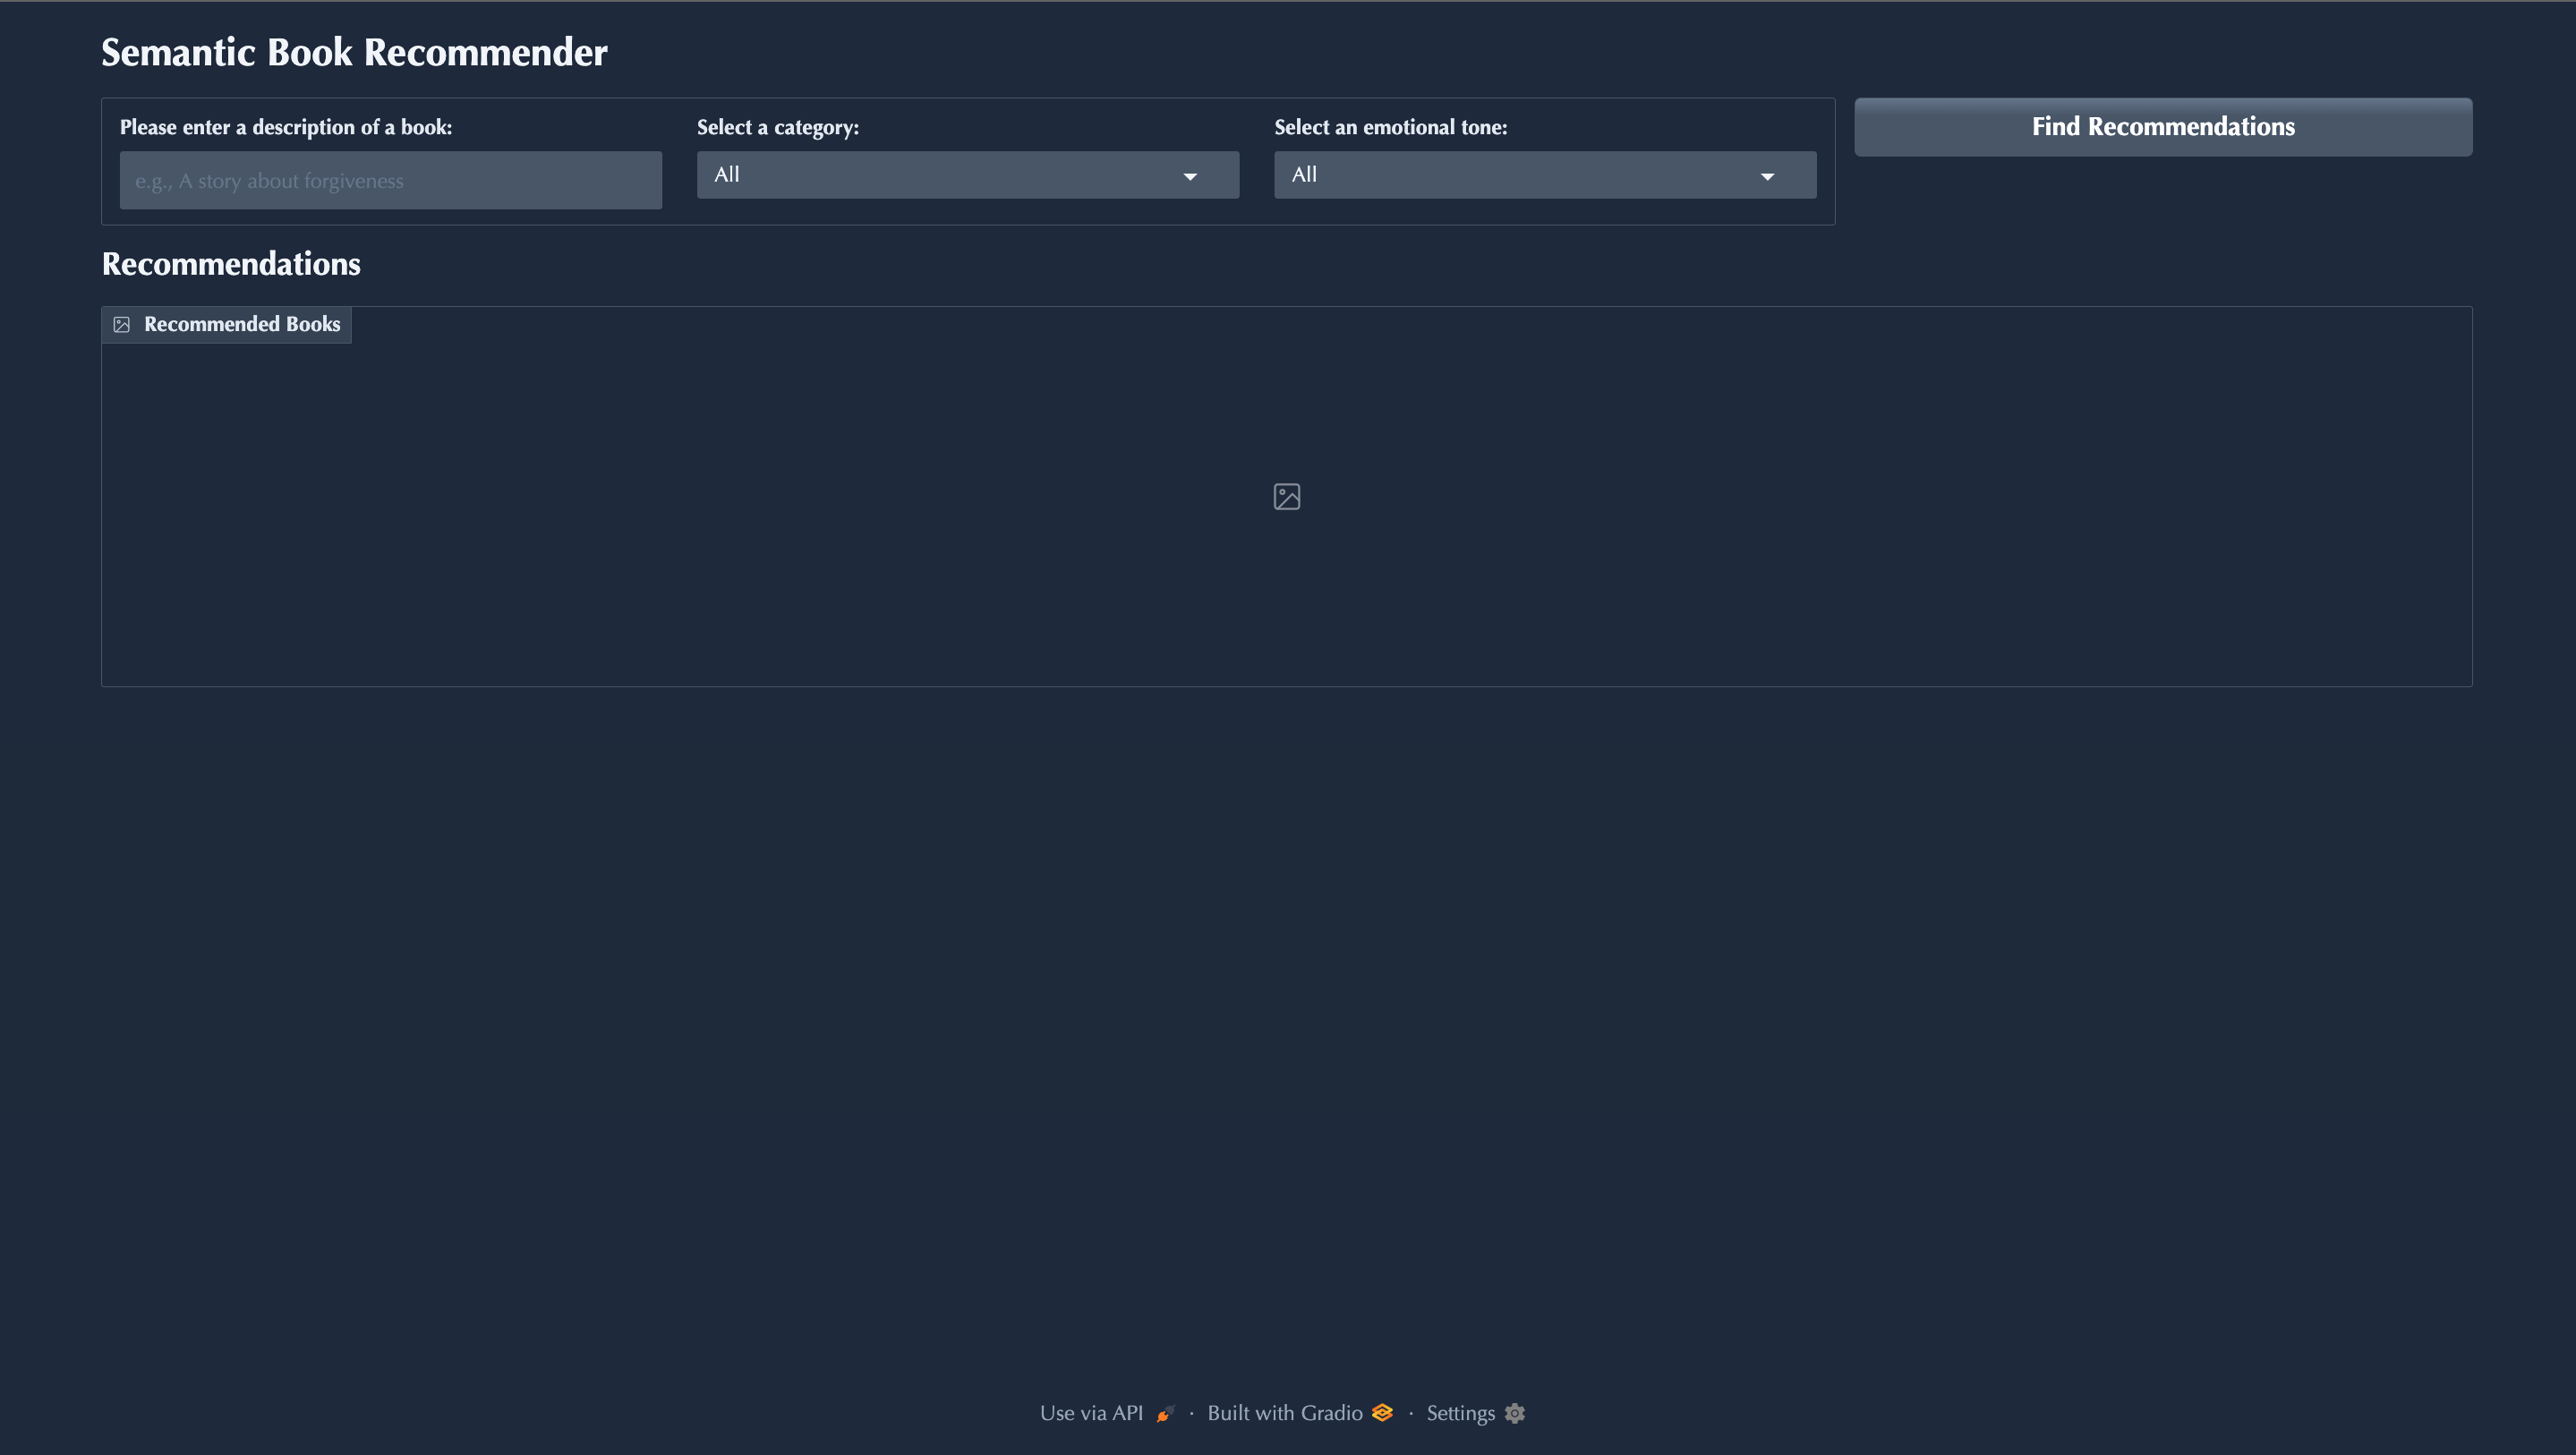 Semantic Book Recommender
Please enter a description of a book:
Select a category:
Select an emotional tone:
Find Recommendations
e.g., A story about forgiveness
All
All
Recommendations
Recommended Books
Use via API · Built with Gradio · Settings